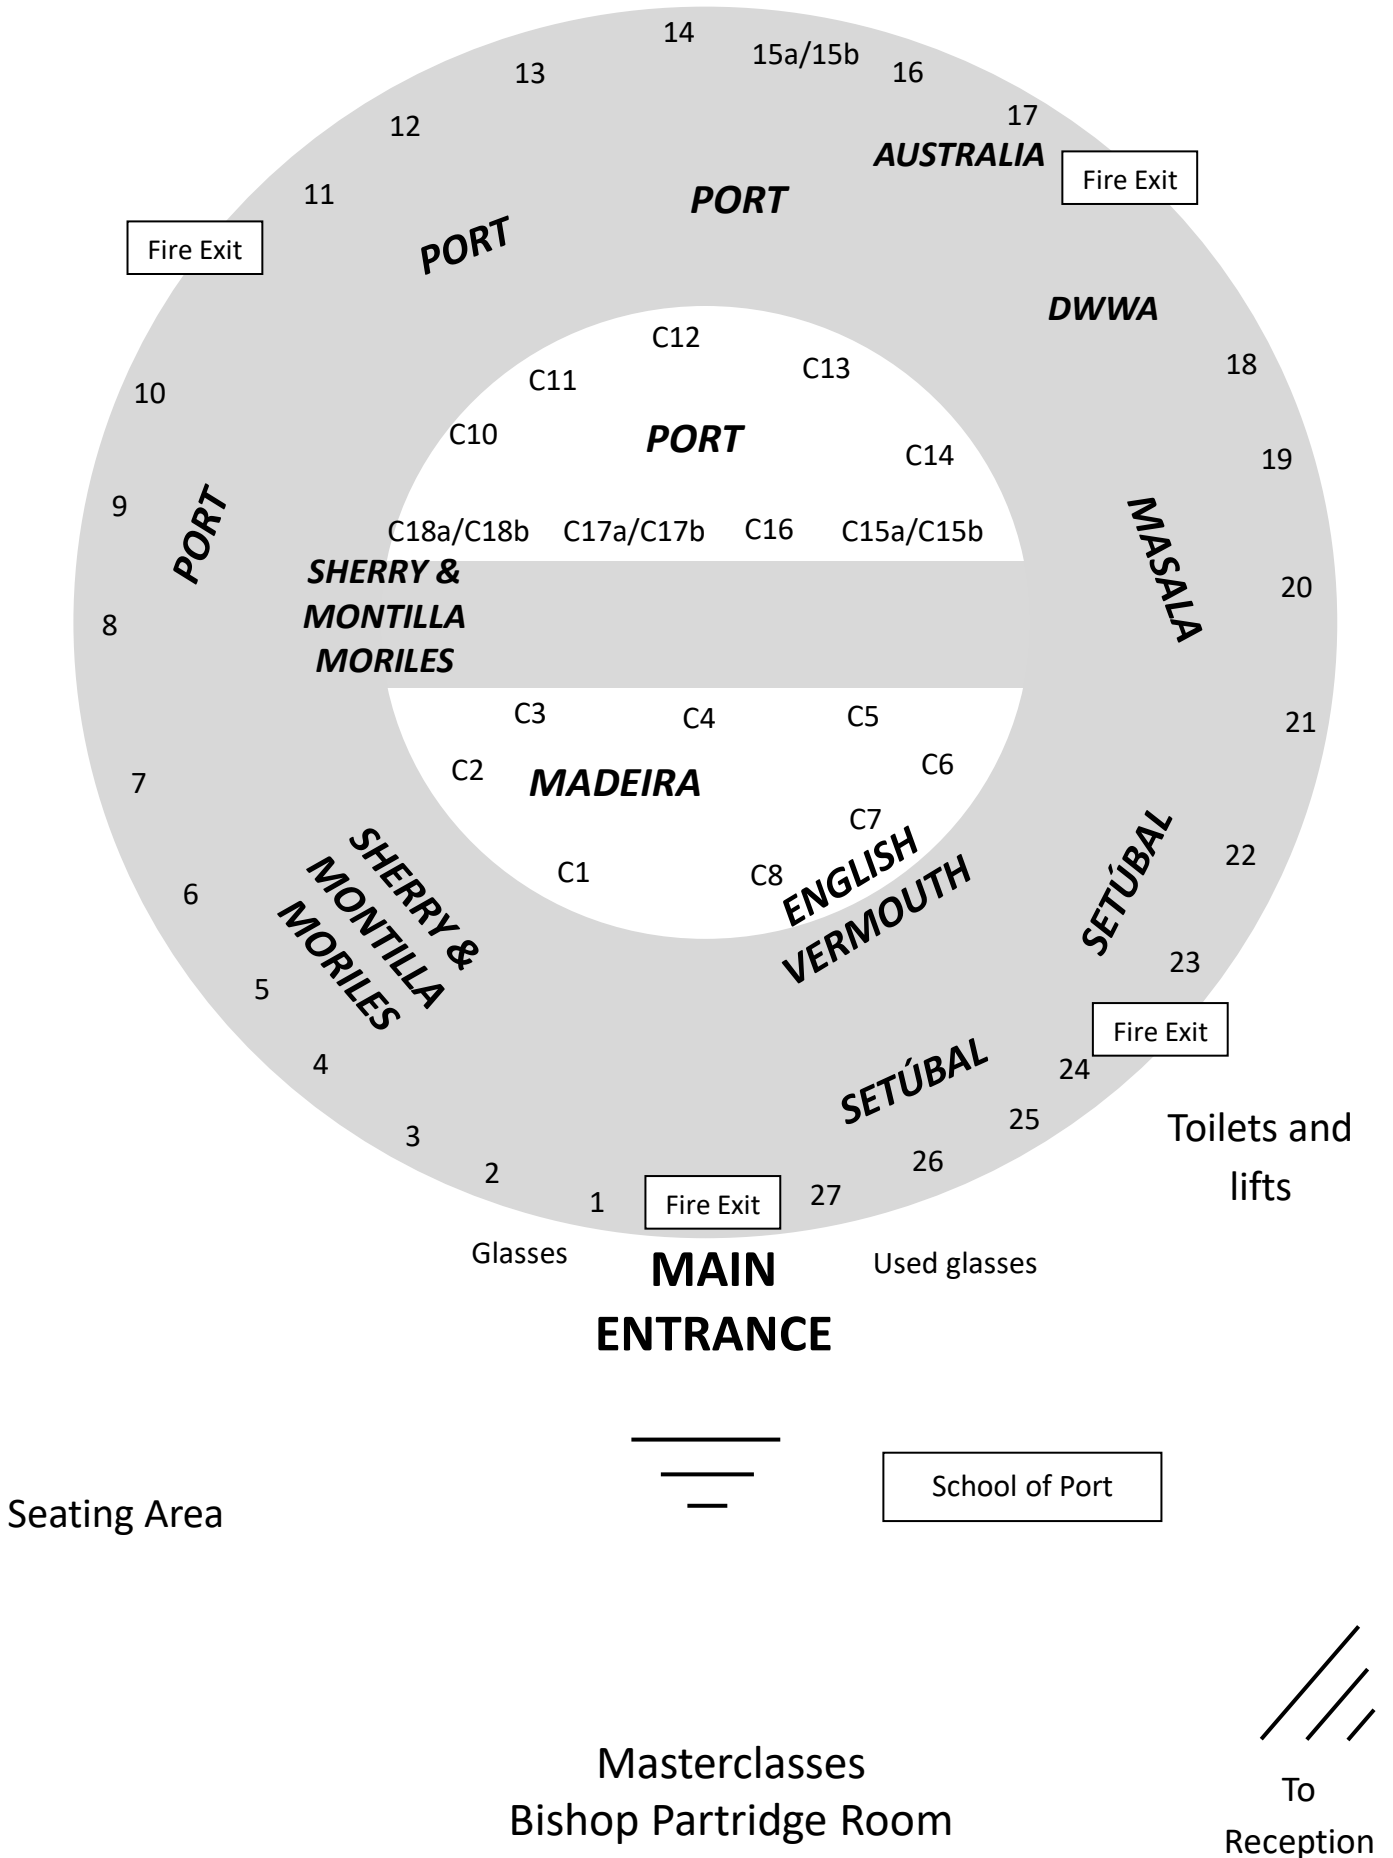 14
15a/15b
13
16
17
12
AUSTRALIA
Fire Exit
11
PORT
PORT
Fire Exit
DWWA
C12
18
C13
C11
10
C10
PORT
C14
19
9
PORT
MASALA
C18a/C18b
C17a/C17b
C16
C15a/C15b
SHERRY &
MONTILLA
MORILES
20
8
C3
C4
C5
21
C2
MADEIRA
C6
7
C7
SETÚBAL
22
C1
C8
ENGLISH
VERMOUTH
6
SHERRY &
MONTILLA
MORILES
23
5
Fire Exit
4
SETÚBAL
24
25
3
Toilets and
lifts
26
2
1
Fire Exit
27
Glasses
MAIN
ENTRANCE
Used glasses
School of Port
Seating Area
Masterclasses
Bishop Partridge Room
To
Reception